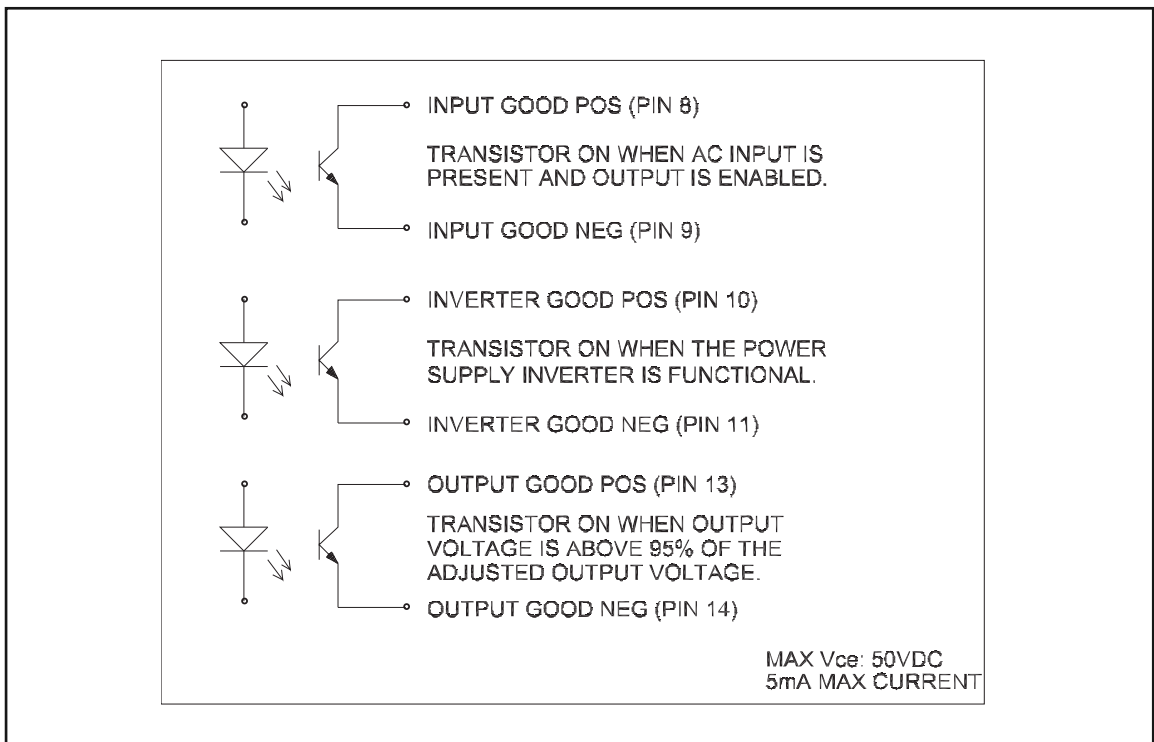 INPUT GOOD POS (PIN 8)
TRANSISTOR ON WHEN AC INPUT IS
PRESENT AND OUTPUT IS ENABLED.
INPUT GOOD NEG (PIN 9)
INVERTER GOOD POS (PIN 10)
TRANSISTOR ON WHEN THE POWER
SUPPLY INVERTER IS FUNCTIONAL.
INVERTER GOOD NEG (PIN 11)
OUTPUT GOOD POS (PIN 13)
TRANSISTOR ON WHEN OUTPUT
VOLTAGE IS ABOVE 95% OF THE
ADJUSTED OUTPUT VOLTAGE.
OUTPUT GOOD NEG (PIN 14)
MAX Vce: 50VDC
5mA MAX CURRENT